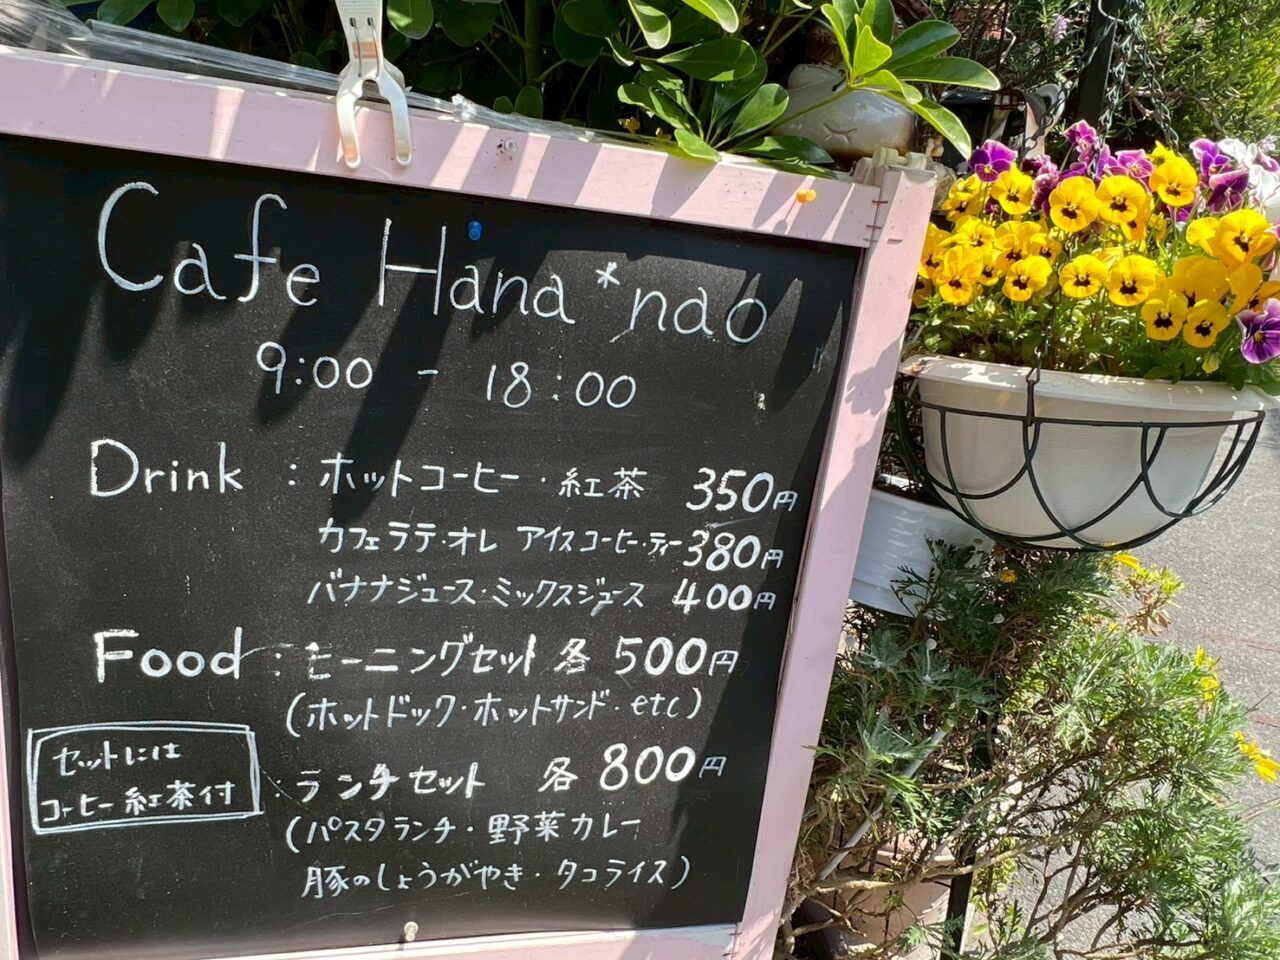 Cafe Hana*nao
9:00 - 18:00
Drink : ホットコーヒー・紅茶 350円
カフェラテ・オレ アイスコーヒー・ティー 380円
バナナジュース・ミックスジュース 400円
Food : モーニングセット 各 500円
(ホットドック・ホットサンド・etc)
セットには
コーヒー 紅茶付
: ランチセット 各 800円
(パスタランチ・野菜カレー
豚のしょうがやき・タコライス)